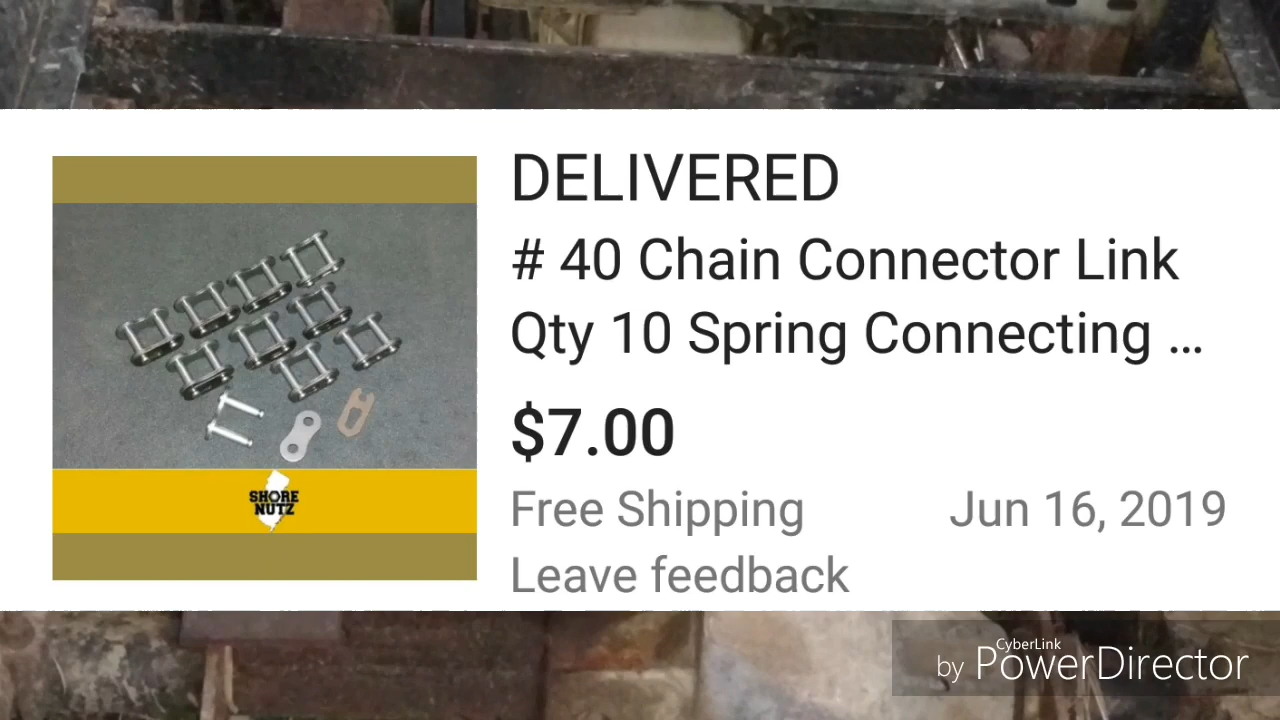 DELIVERED
# 40 Chain Connector Link
Qty 10 Spring Connecting ...
$7.00
Free Shipping
Jun 16, 2019
Leave feedback
SHORE
NUTZ
CyberLink
by PowerDirector